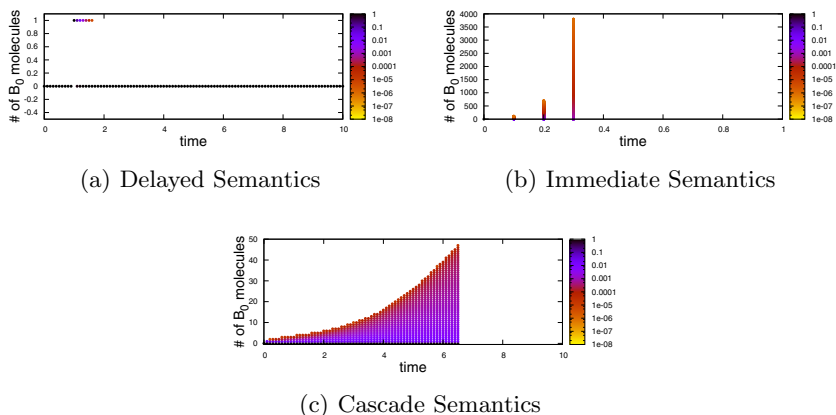 1
0.8
0.6
0.4
0.2
0
-0.2
-0.4
# of B0 molecules
0 2 4 6 8 10
time
1
0.1
0.01
0.001
0.0001
1e-05
1e-06
1e-07
1e-08
(a) Delayed Semantics
4000
3500
3000
2500
2000
1500
1000
500
0
# of B0 molecules
0 0.2 0.4 0.6 0.8 1
time
1
0.1
0.01
0.001
0.0001
1e-05
1e-06
1e-07
1e-08
(b) Immediate Semantics
50
40
30
20
10
0
# of B0 molecules
0 2 4 6 8 10
time
1
0.1
0.01
0.001
0.0001
1e-05
1e-06
1e-07
1e-08
(c) Cascade Semantics